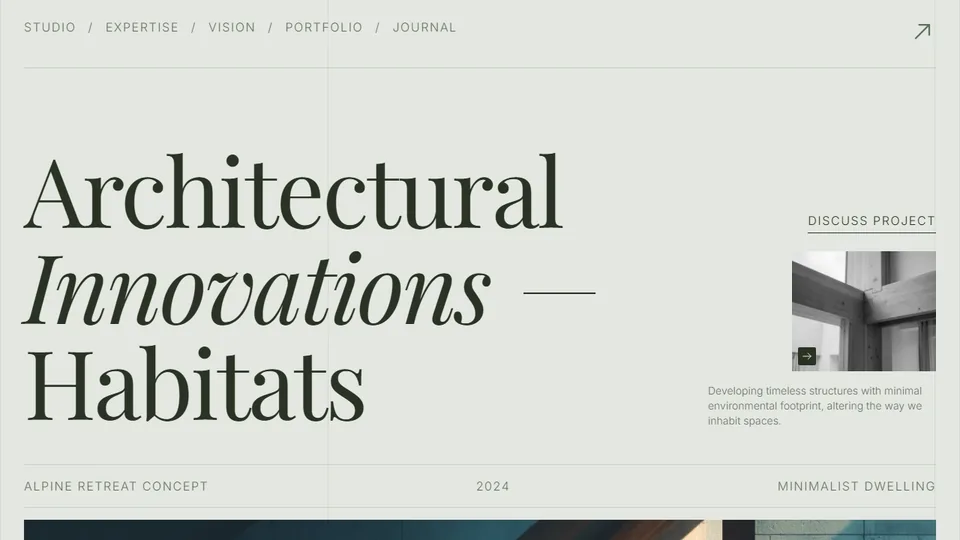 STUDIO / EXPERTISE / VISION / PORTFOLIO / JOURNAL
Architectural
Innovations —
Habitats
DISCUSS PROJECT
Developing timeless structures with minimal
environmental footprint, altering the way we
inhabit spaces.
ALPINE RETREAT CONCEPT
2024
MINIMALIST DWELLING